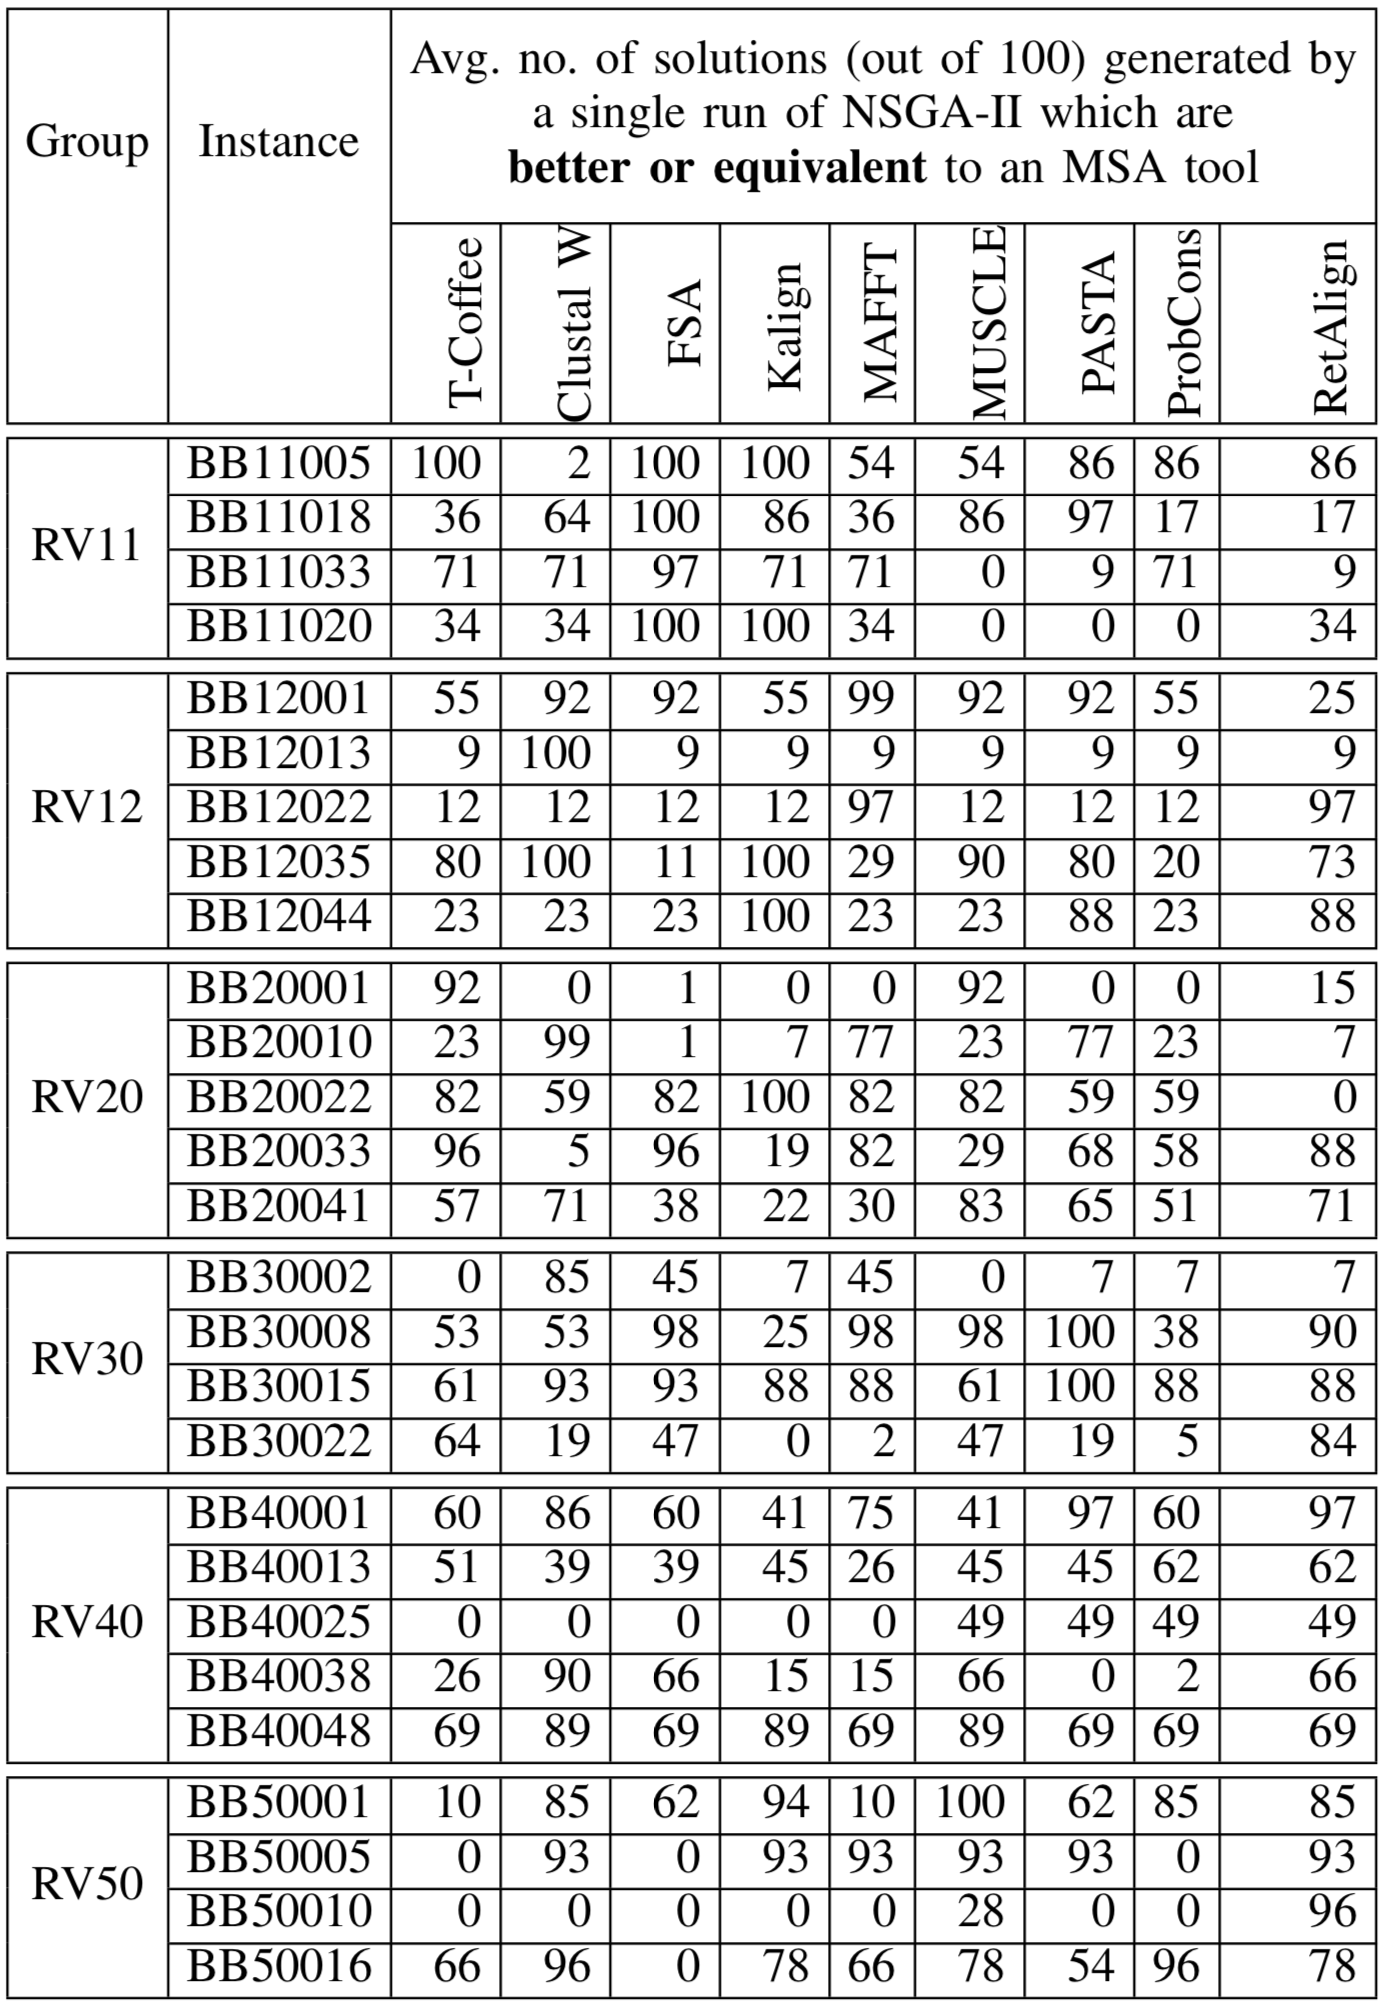 Group Instance Avg. no. of solutions (out of 100) generated by
a single run of NSGA-II which are
better or equivalent to an MSA tool
T-Coffee Clustal W FSA Kalign MAFFT MUSCLE PASTA ProbCons RetAlign
RV11
BB11005 100 2 100 100 54 54 86 86 86
BB11018 36 64 100 86 36 86 97 17 17
BB11033 71 71 97 71 71 0 9 71 9
BB11020 34 34 100 100 34 0 0 0 34
RV12
BB12001 55 92 92 55 99 92 92 55 25
BB12013 9 100 9 9 9 9 9 9 9
BB12022 12 12 12 12 97 12 12 12 97
BB12035 80 100 11 100 29 90 80 20 73
BB12044 23 23 23 100 23 23 88 23 88
RV20
BB20001 92 0 1 0 0 92 0 0 15
BB20010 23 99 1 7 77 23 77 23 7
BB20022 82 59 82 100 82 82 59 59 0
BB20033 96 5 96 19 82 29 68 58 88
BB20041 57 71 38 22 30 83 65 51 71
RV30
BB30002 0 85 45 7 45 0 7 7 7
BB30008 53 53 98 25 98 98 100 38 90
BB30015 61 93 93 88 88 61 100 88 88
BB30022 64 19 47 0 2 47 19 5 84
RV40
BB40001 60 86 60 41 75 41 97 60 97
BB40013 51 39 39 45 26 45 45 62 62
BB40025 0 0 0 0 0 49 49 49 49
BB40038 26 90 66 15 15 66 0 2 66
BB40048 69 89 69 89 69 89 69 69 69
RV50
BB50001 10 85 62 94 10 100 62 85 85
BB50005 0 93 0 93 93 93 93 0 93
BB50010 0 0 0 0 0 28 0 0 96
BB50016 66 96 0 78 66 78 54 96 78